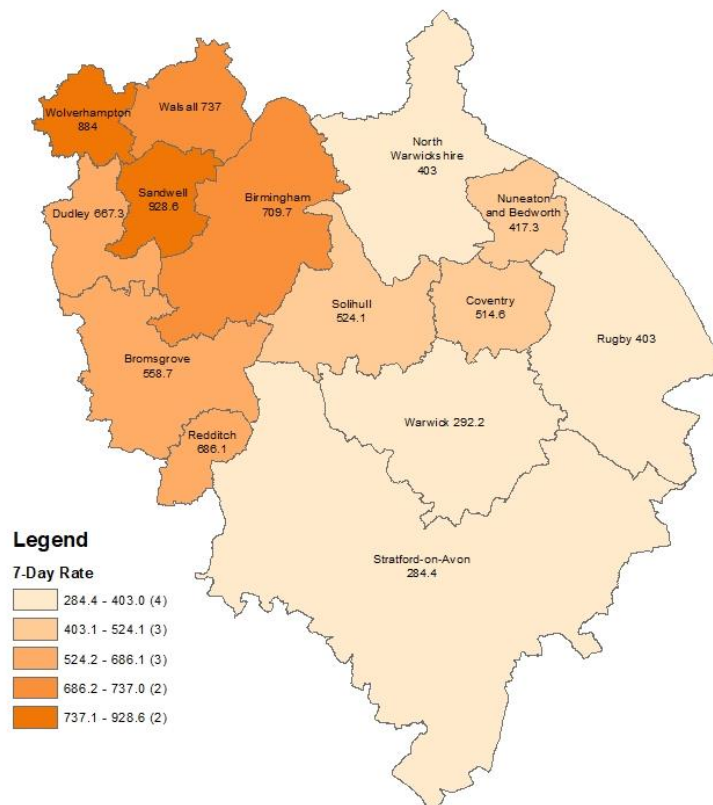 Wolverhampton
884
Walsall 737
North
Warwickshire
403
Sandwell
928.6
Birmingham
709.7
Dudley 667.3
Nuneaton
and Bedworth
417.3
Solihull
524.1
Coventry
514.6
Rugby 403
Bromsgrove
558.7
Warwick 292.2
Redditch
686.1
Stratford-on-Avon
284.4
Legend
7-Day Rate
284.4 - 403.0 (4)
403.1 - 524.1 (3)
524.2 - 686.1 (3)
686.2 - 737.0 (2)
737.1 - 928.6 (2)